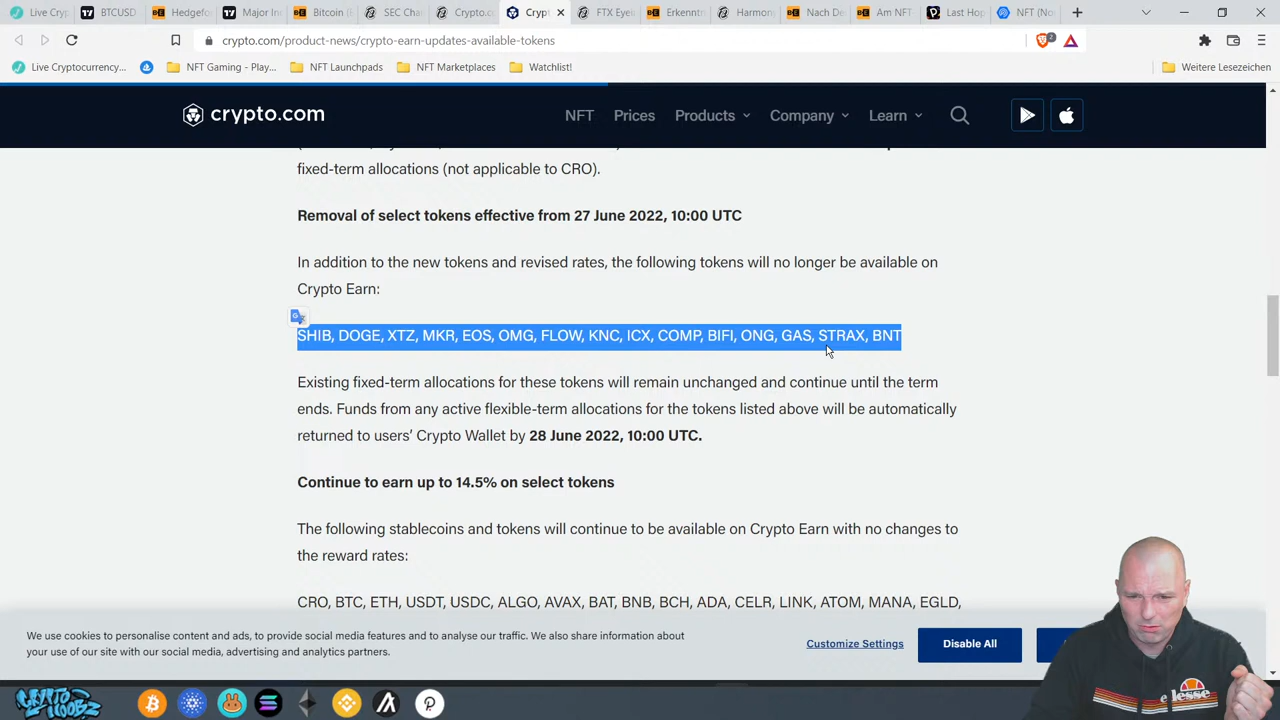 Live Cryp
BTCUSD
Hedgefor
Major Ind
Bitcoin (B
SEC Cha
Crypto.co
Crypt
FTX Eyei
Erkenntn
Harmon
Nach De
Am NFT
Last Hop
NFT (No
crypto.com/product-news/crypto-earn-updates-available-tokens
2
Live Cryptocurrency...
NFT Gaming - Play...
NFT Launchpads
NFT Marketplaces
Watchlist!
Weitere Lesezeichen
crypto.com
NFT
Prices
Products
Company
Learn
fixed-term allocations (not applicable to CRO).
Removal of select tokens effective from 27 June 2022, 10:00 UTC
In addition to the new tokens and revised rates, the following tokens will no longer be available on
Crypto Earn:
SHIB, DOGE, XTZ, MKR, EOS, OMG, FLOW, KNC, ICX, COMP, BIFI, ONG, GAS, STRAX, BNT
Existing fixed-term allocations for these tokens will remain unchanged and continue until the term
ends. Funds from any active flexible-term allocations for the tokens listed above will be automatically
returned to users’ Crypto Wallet by 28 June 2022, 10:00 UTC.
Continue to earn up to 14.5% on select tokens
The following stablecoins and tokens will continue to be available on Crypto Earn with no changes to
the reward rates:
CRO, BTC, ETH, USDT, USDC, ALGO, AVAX, BAT, BNB, BCH, ADA, CELR, LINK, ATOM, MANA, EGLD,
We use cookies to personalise content and ads, to provide social media features and to analyse our traffic. We also share information about
your use of our site with our social media, advertising and analytics partners.
Customize Settings
Disable All
ellesse
CRYPTO NOOBZ